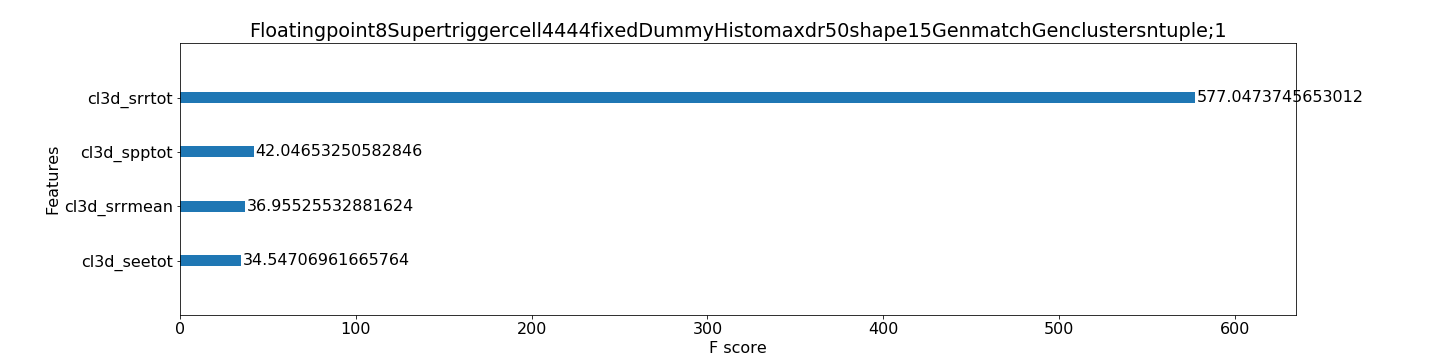 Floatingpoint8Supertriggercell4444fixedDummyHistomaxdr50shape15GenmatchGenclustersntuple;1
Features
cl3d_srrtot
577.0473745653012
cl3d_spptot
42.04653250582846
cl3d_srrmean
36.95525532881624
cl3d_seetot
34.54706961665764
0 100 200 300 400 500 600
F score